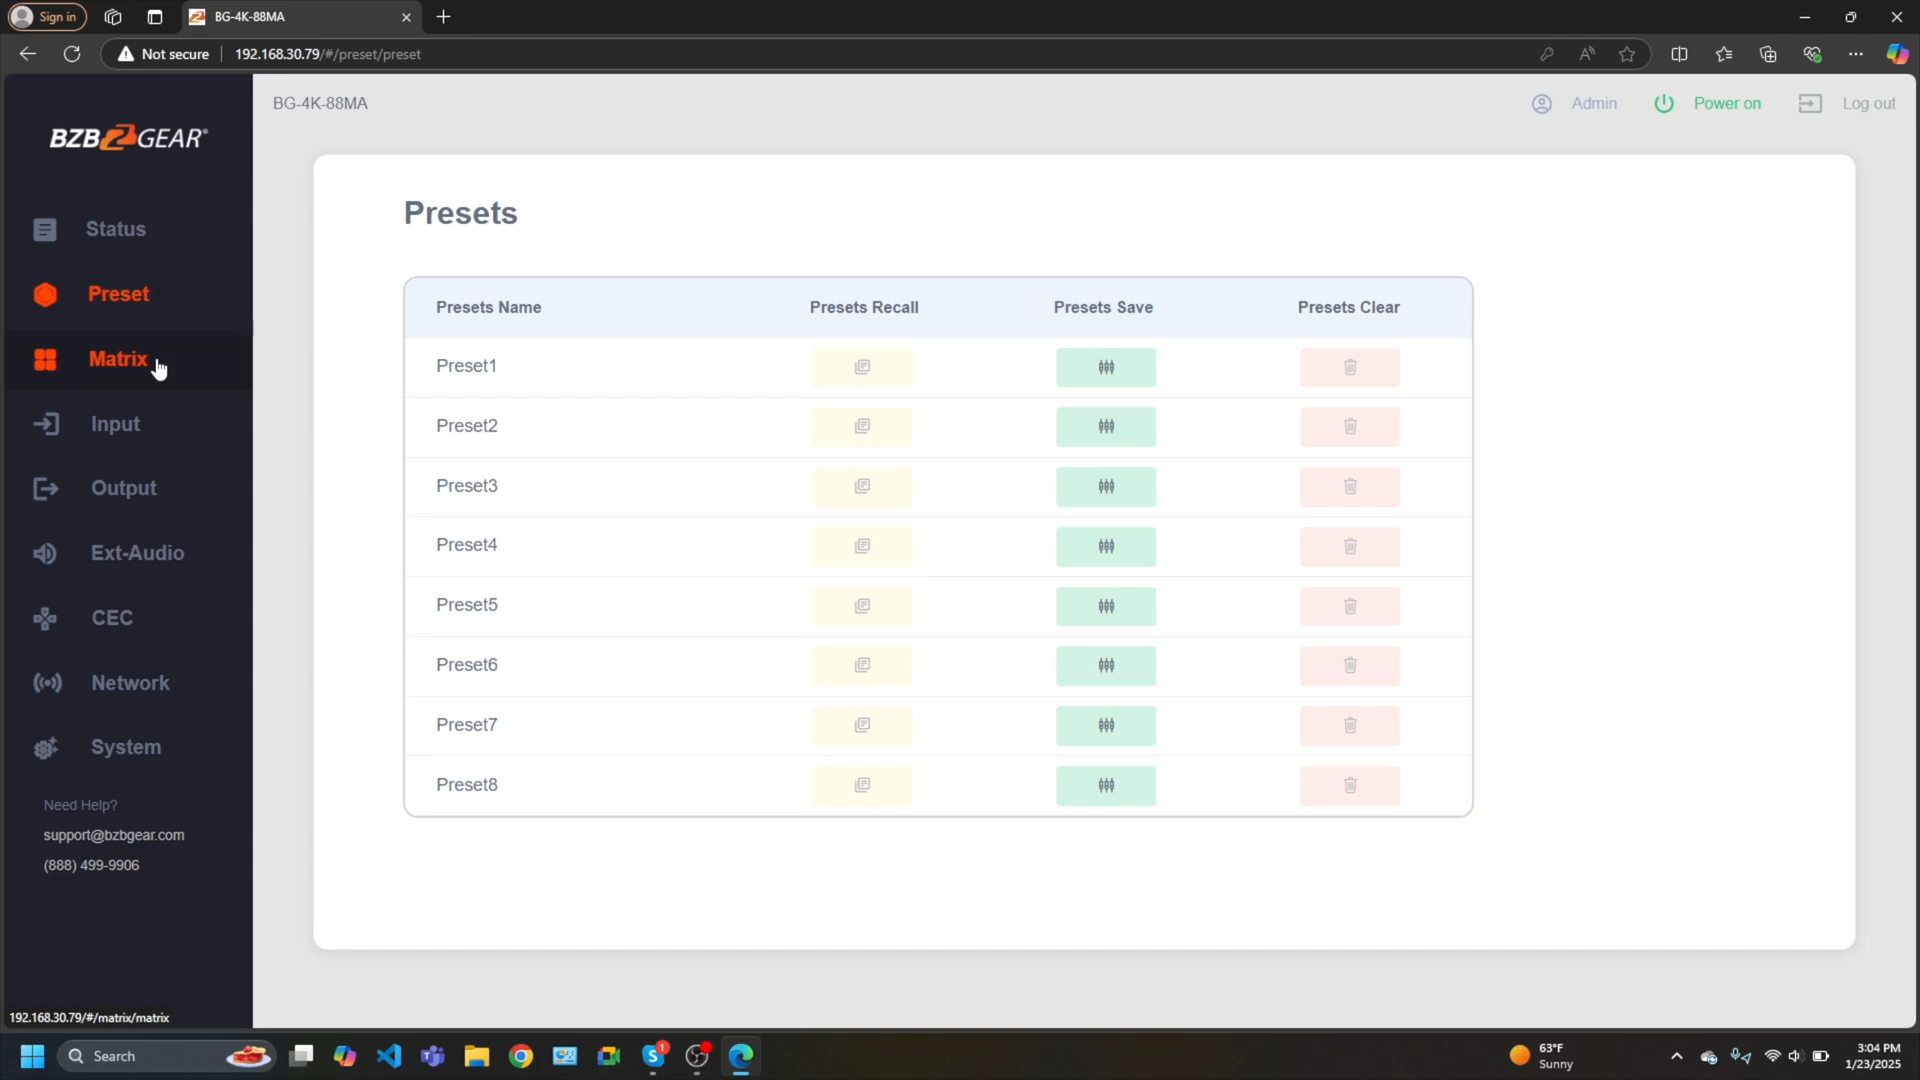 Sign in
BG-4K-88MA
Not secure
192.168.30.79/#/preset/preset
BZBGEAR®
BG-4K-88MA
Admin
Power on
Log out
Status
Preset
Matrix
Input
Output
Ext-Audio
CEC
Network
System
Need Help?
support@bzbgear.com
(888) 499-9906
Presets
Presets Name Presets Recall Presets Save Presets Clear
Preset1
Preset2
Preset3
Preset4
Preset5
Preset6
Preset7
Preset8
192.168.30.79/#/matrix/matrix
Search
1
63°F
Sunny
3:04 PM
1/23/2025